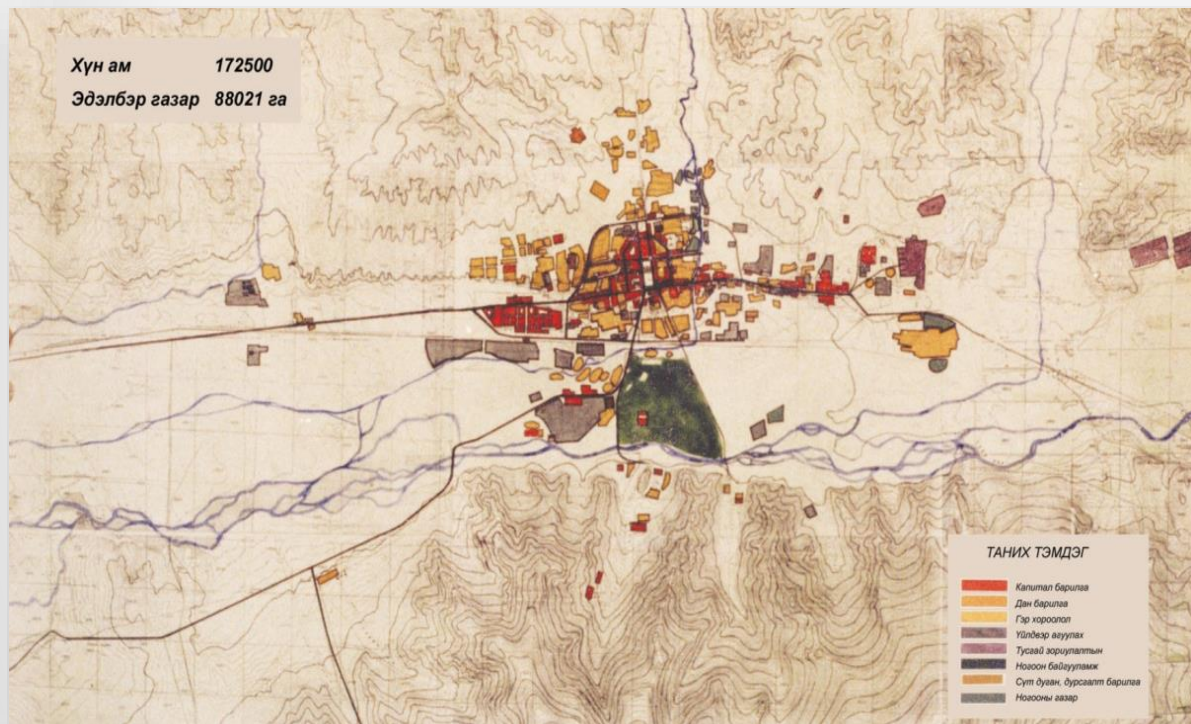 Хүн ам 172500
Эдэлбэр газар 88021 га
ТАНИХ ТЭМДЭГ
Капитал барилга
Дан барилга
Гэр хороолол
Үйлдвэр агуулах
Тусгай зориулалтын
Ногоон байгууламж
Сүт дуган, дурсгалт барилга
Ногооны газар